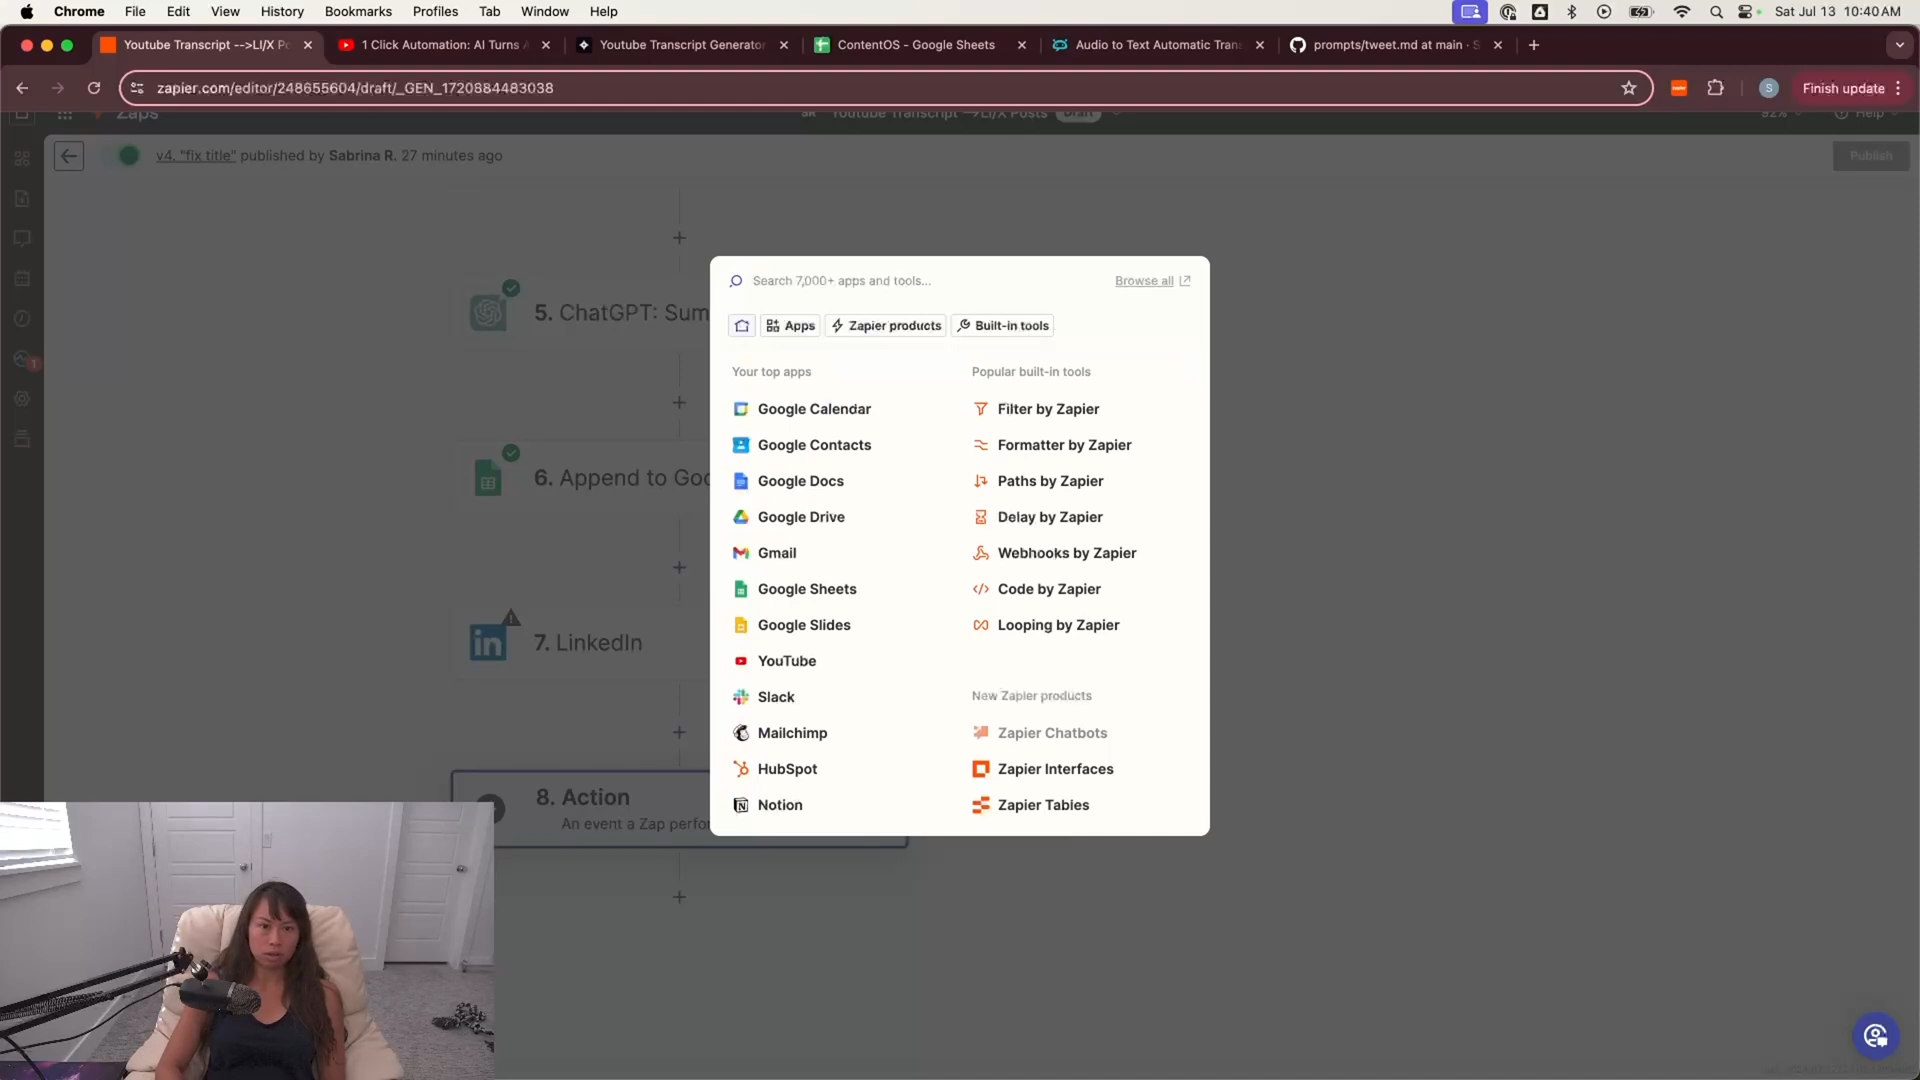 Chrome File Edit View History Bookmarks Profiles Tab Window Help Sat Jul 13 10:40 AM
Youtube Transcript -->LI/X Po 1 Click Automation: AI Turns A Youtube Transcript Generator ContentOS - Google Sheets Audio to Text Automatic Tran prompts/tweet.md at main · S
zapier.com/editor/248655604/draft/_GEN_1720884483038 S Finish update
Zaps Youtube Transcript -->LI/X Posts Draft 92% Help
v4. "fix title" published by Sabrina R. 27 minutes ago Publish
Search 7,000+ apps and tools... Browse all
5. ChatGPT: Sum
Apps Zapier products Built-in tools
1
Your top apps Popular built-in tools
Google Calendar Filter by Zapier
Google Contacts Formatter by Zapier
6. Append to Goo
Google Docs Paths by Zapier
Google Drive Delay by Zapier
Gmail Webhooks by Zapier
Google Sheets Code by Zapier
Google Slides Looping by Zapier
in 7. LinkedIn
YouTube
Slack New Zapier products
Mailchimp Zapier Chatbots
HubSpot Zapier Interfaces
8. Action
Notion Zapier Tables
An event a Zap perfor